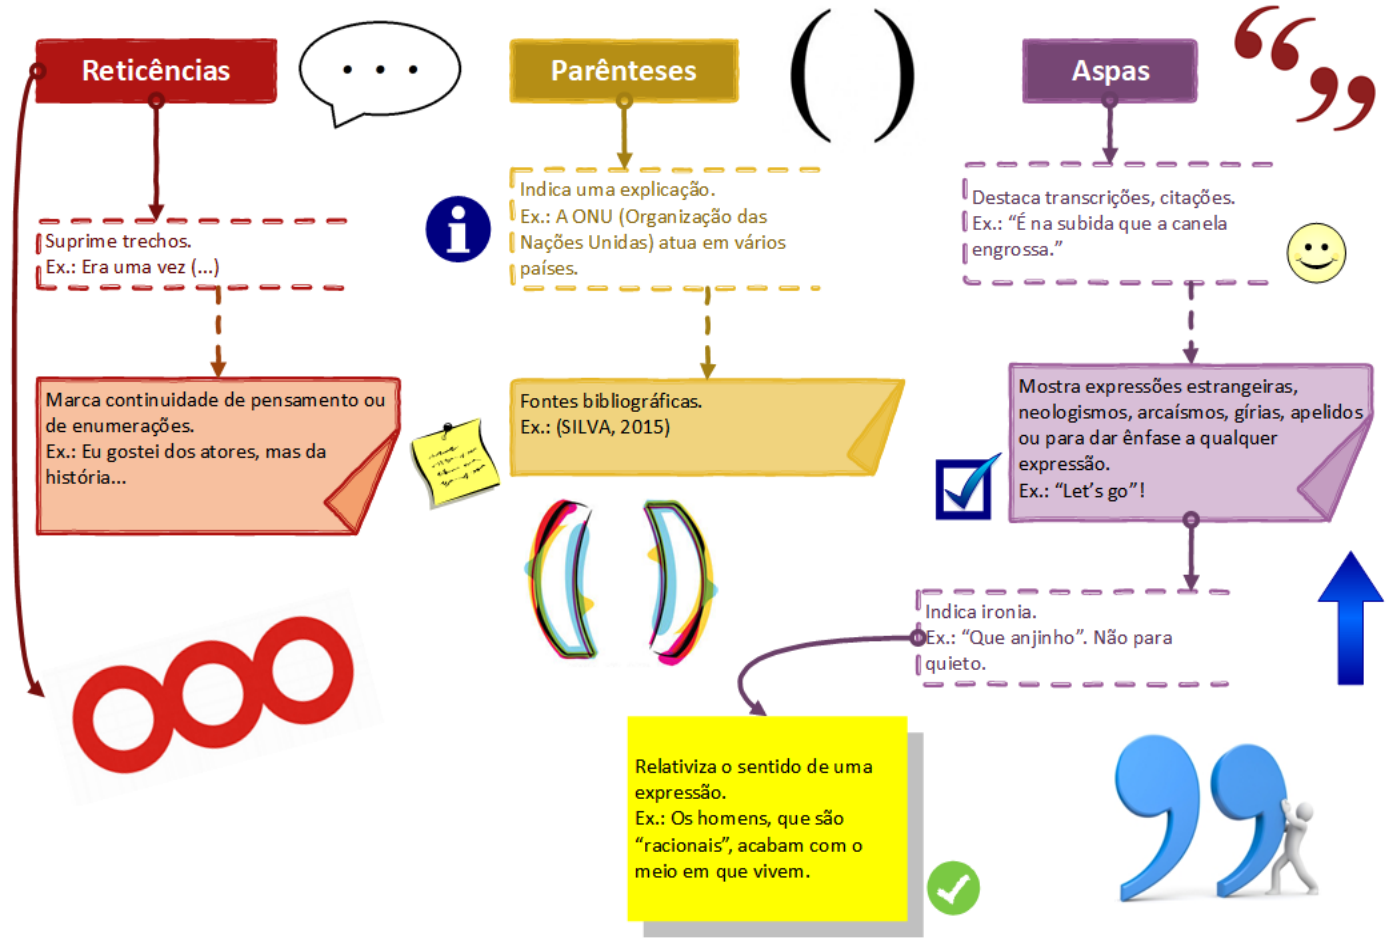 Reticências
Suprime trechos.
Ex.: Era uma vez (...)
Marca continuidade de pensamento ou
de enumerações.
Ex.: Eu gostei dos atores, mas da
história...
Parênteses
Indica uma explicação.
Ex.: A ONU (Organização das
Nações Unidas) atua em vários
países.
Fontes bibliográficas.
Ex.: (SILVA, 2015)
Aspas
Destaca transcrições, citações.
Ex.: “É na subida que a canela
engrossa.”
Mostra expressões estrangeiras,
neologismos, arcaísmos, gírias, apelidos
ou para dar ênfase a qualquer
expressão.
Ex.: “Let’s go”!
Indica ironia.
Ex.: “Que anjinho”. Não para
quieto.
Relativiza o sentido de uma
expressão.
Ex.: Os homens, que são
“racionais”, acabam com o
meio em que vivem.